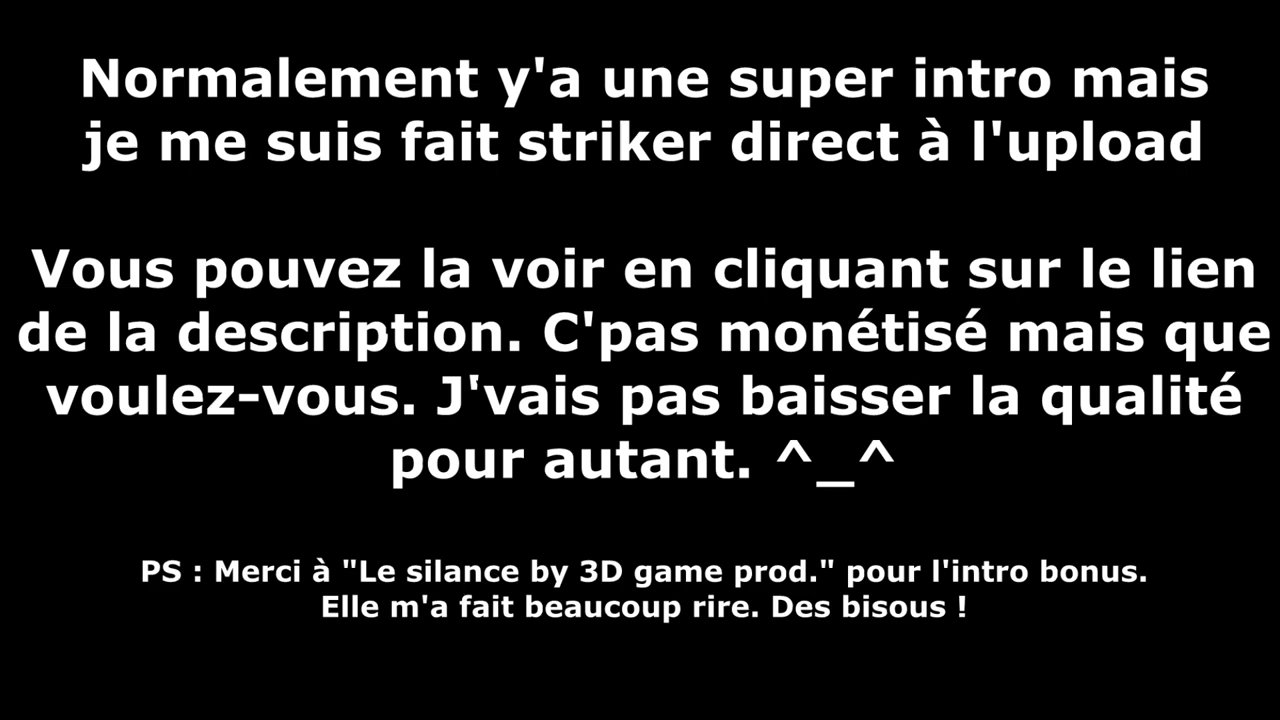 Normalement y'a une super intro mais
je me suis fait striker direct à l'upload
Vous pouvez la voir en cliquant sur le lien
de la description. C'pas monétisé mais que
voulez-vous. J'vais pas baisser la qualité
pour autant. ^_^
PS : Merci à "Le silance by 3D game prod." pour l'intro bonus.
Elle m'a fait beaucoup rire. Des bisous !